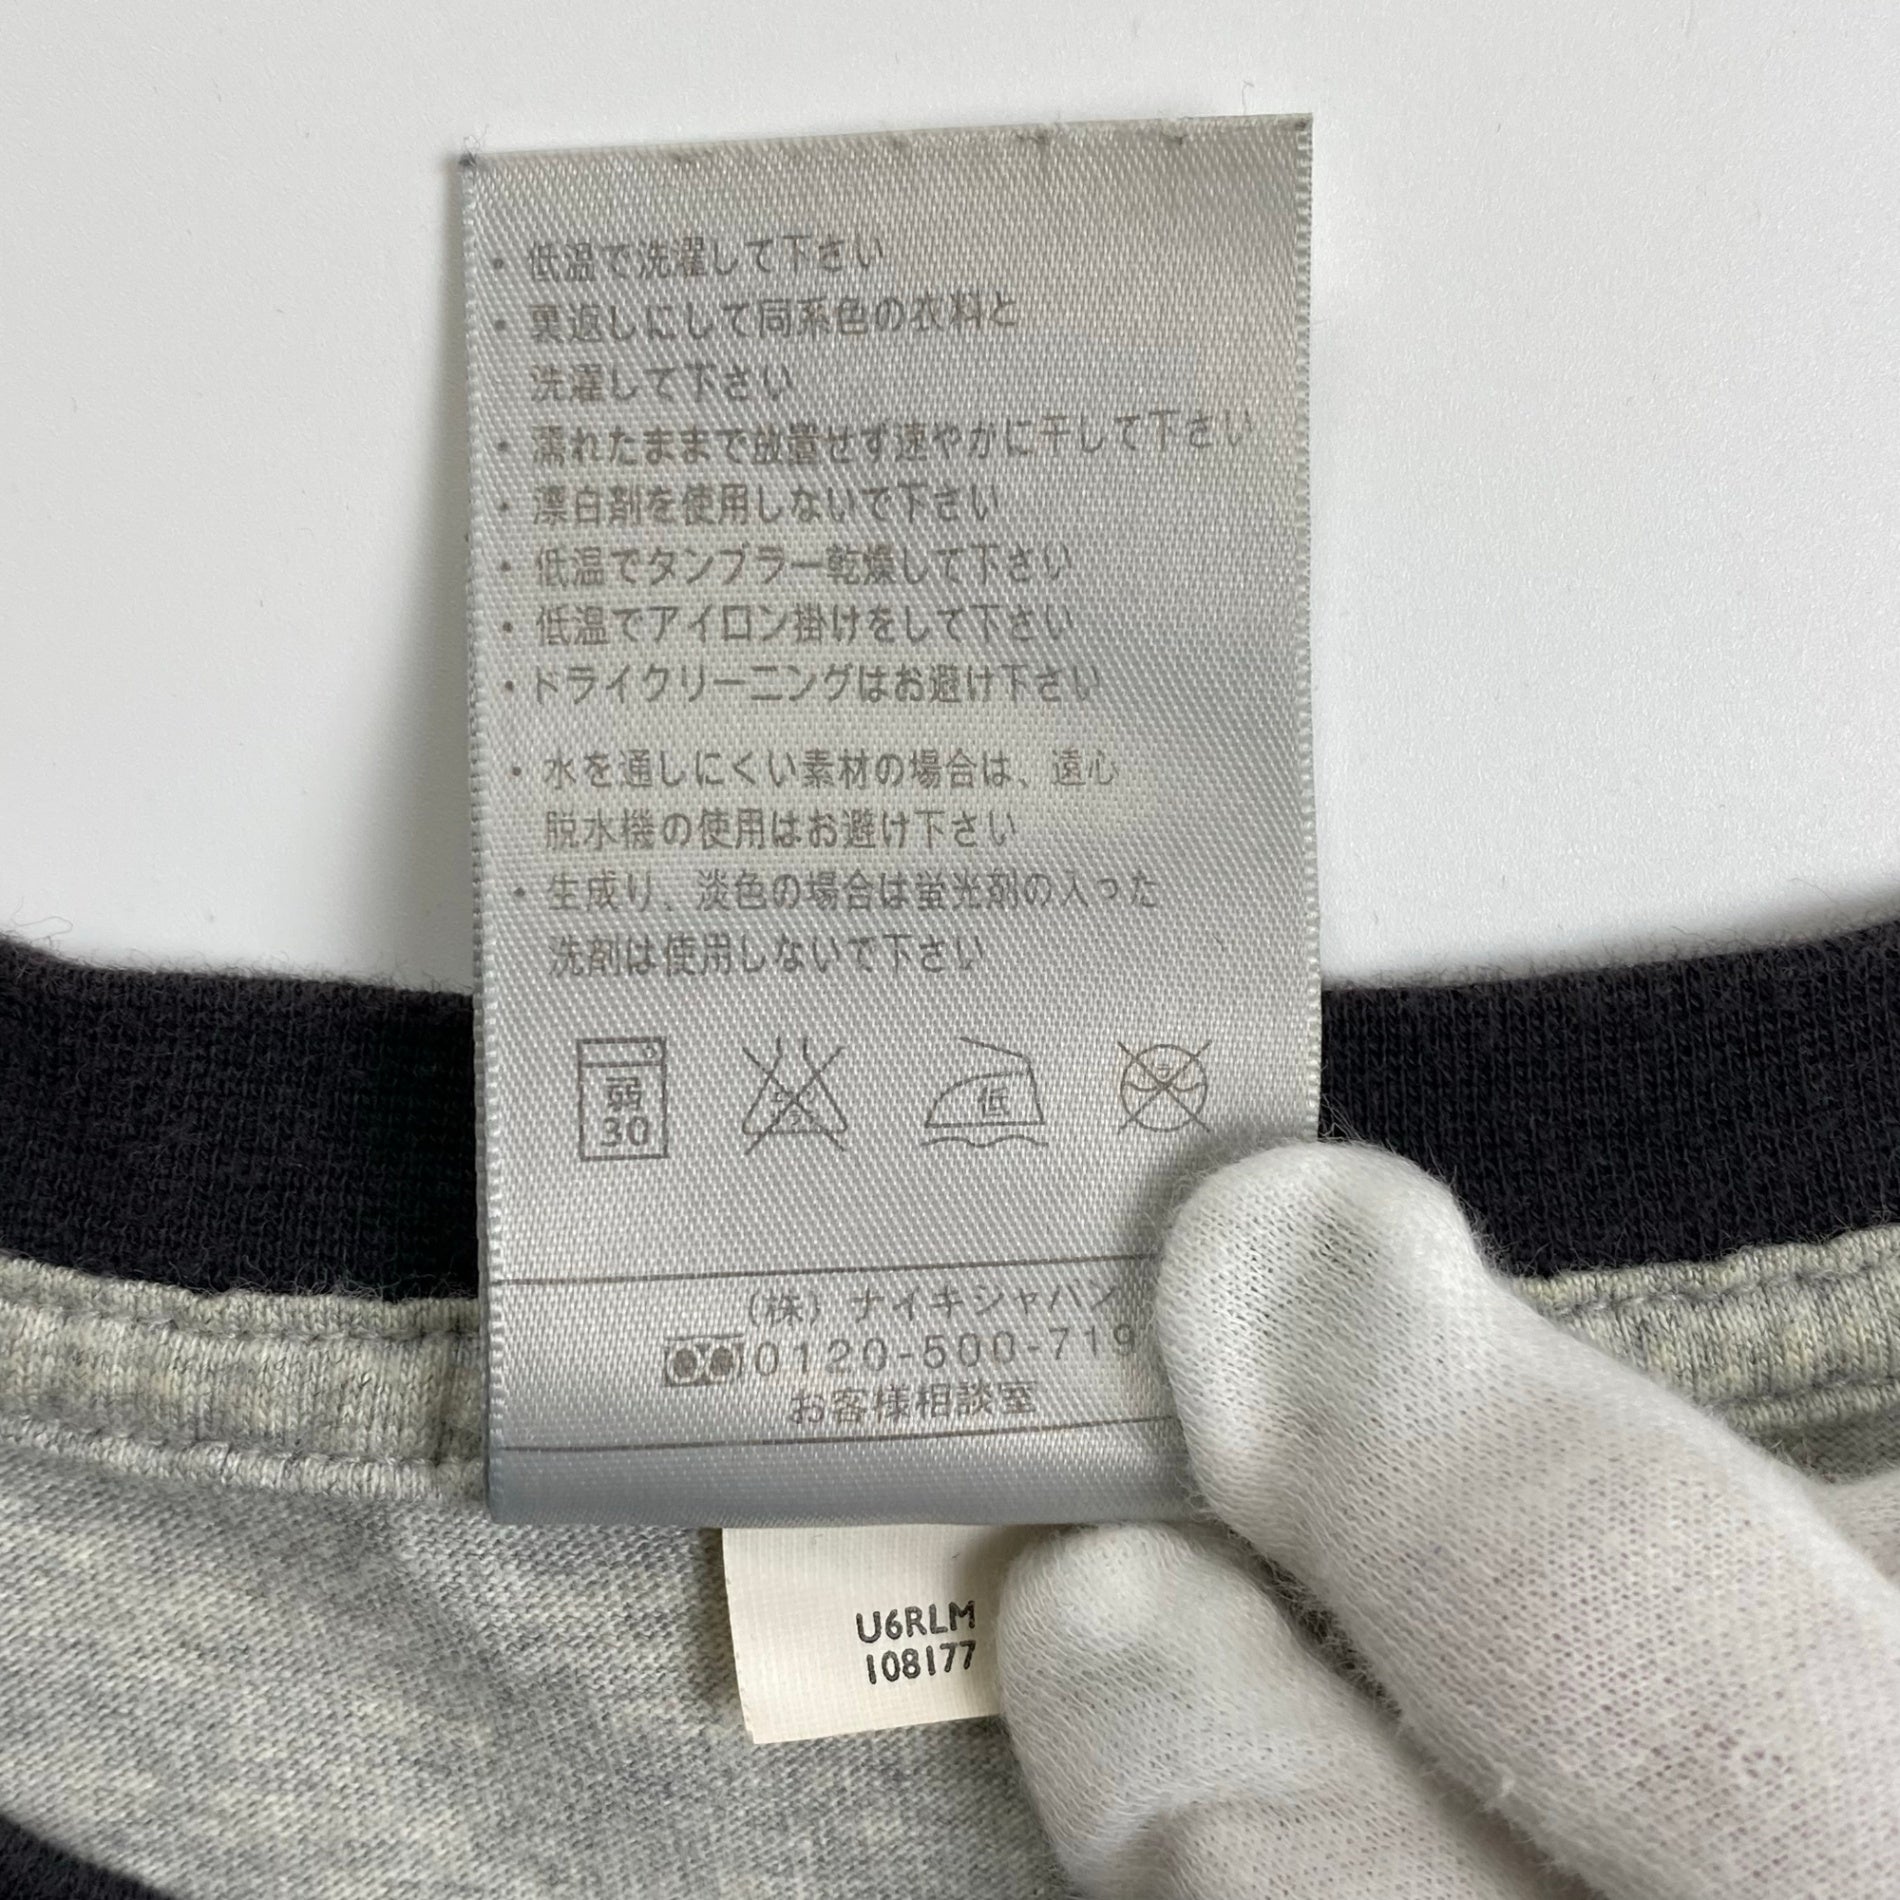 ・低温で洗濯して下さい
・裏返しにして同系色の衣料と
洗濯して下さい
・濡れたままで放置せず速やかに干して下さい
・漂白剤を使用しないで下さい
・低温でタンブラー乾燥して下さい
・低温でアイロン掛けをして下さい
・ドライクリーニングはお避け下さい
・水を通しにくい素材の場合は、遠心
脱水機の使用はお避け下さい
・生成り、淡色の場合は蛍光剤の入った
洗剤は使用しないで下さい
弱 低
30
(株) ナイキジャパン
0120-500-719
お客様相談室
U6RLM
108177